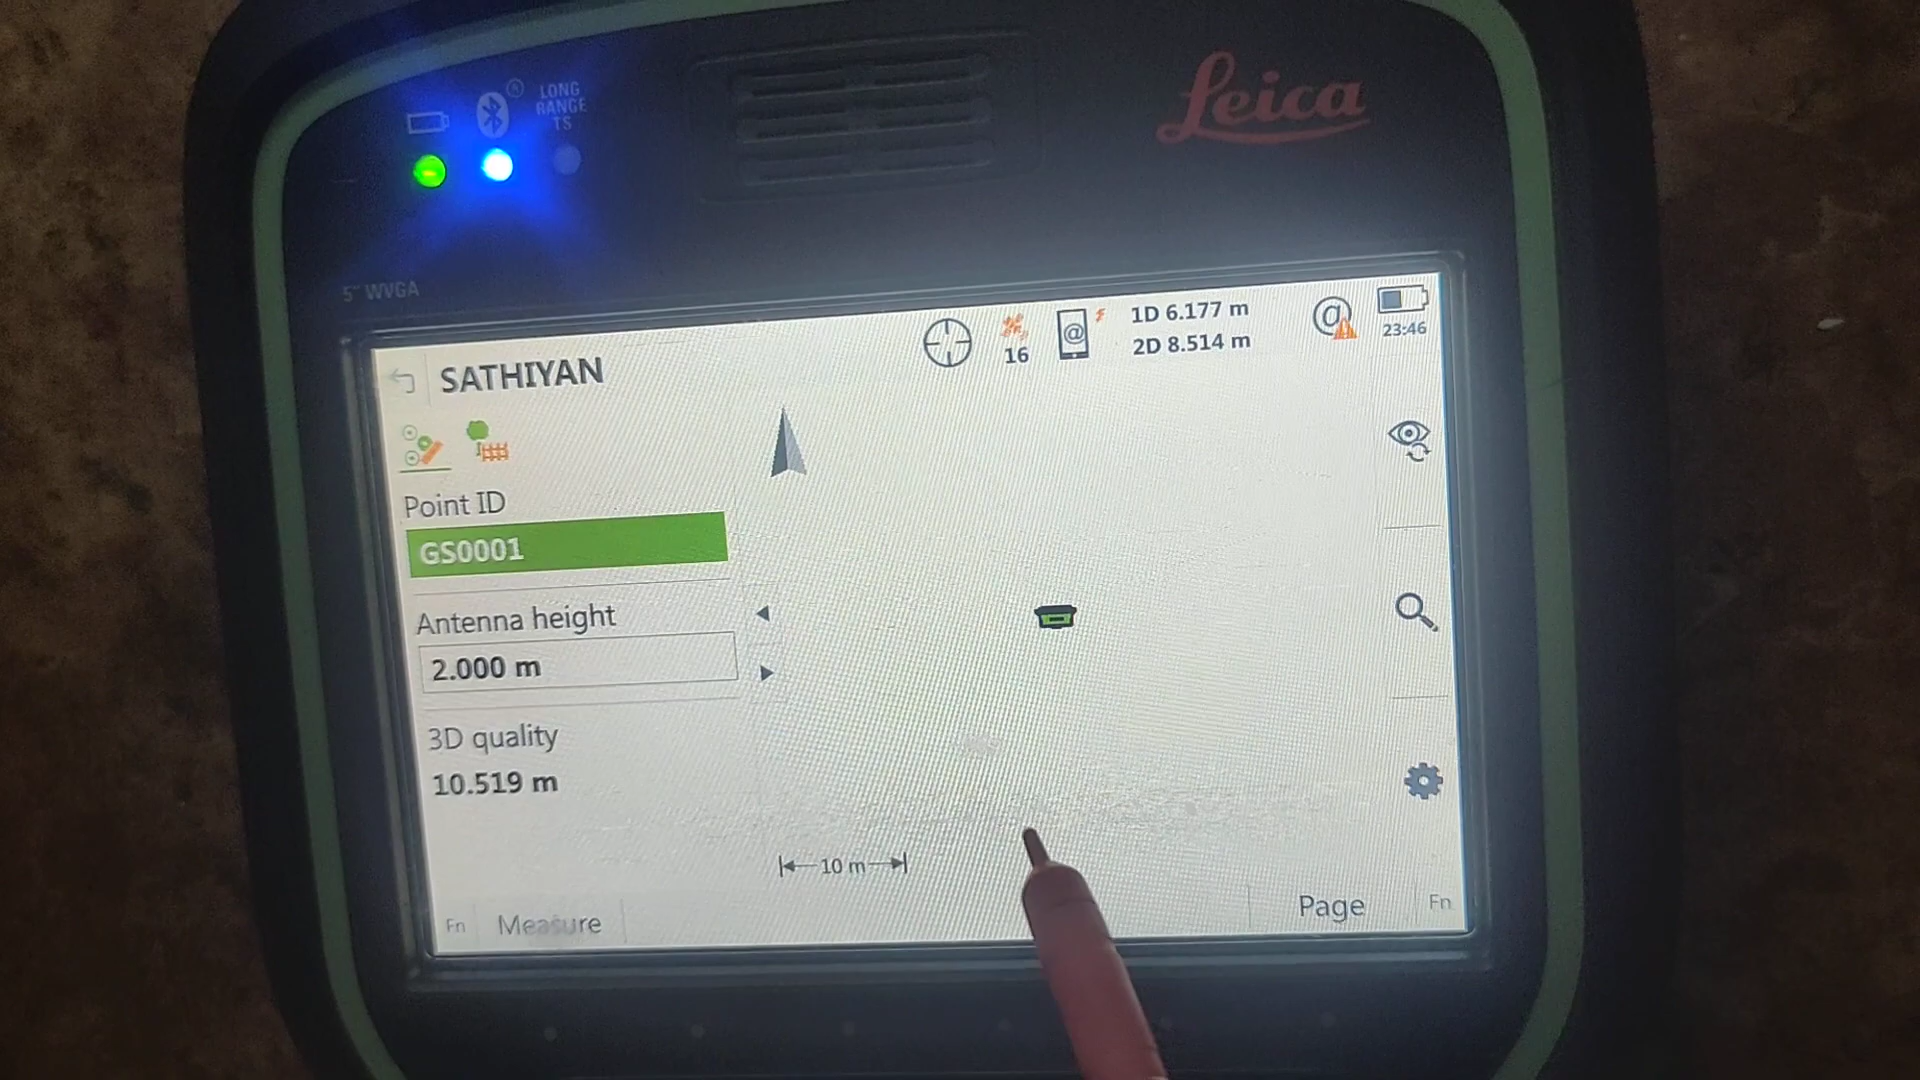 LONG
RANGE
TS
Leica
5" WVGA
SATHIYAN
16
1D 6.177 m
2D 8.514 m
23:46
Point ID
GS0001
Antenna height
2.000 m
3D quality
10.519 m
10 m
Fn Measure Page Fn